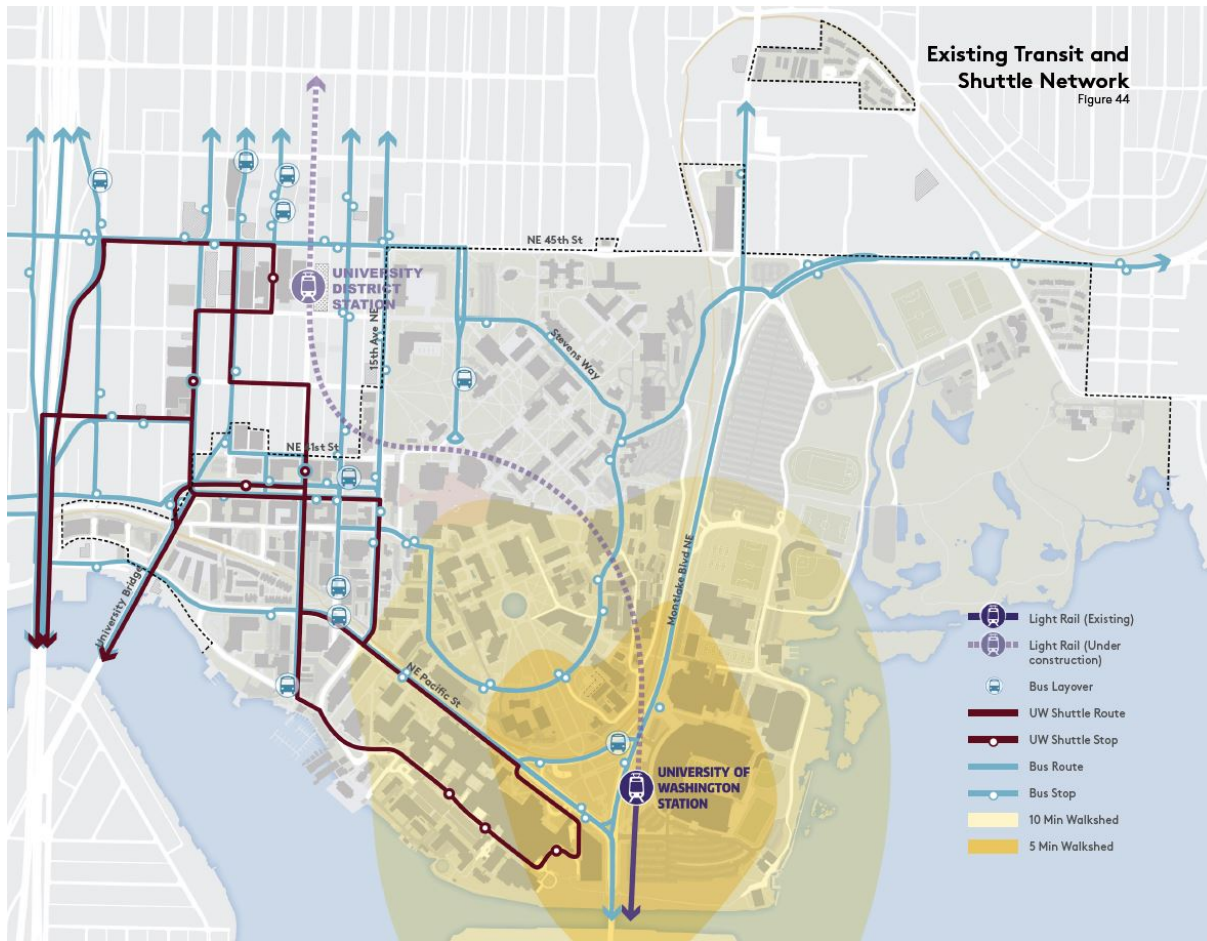 Existing Transit and
Shuttle Network
Figure 44
NE 45th St
UNIVERSITY
DISTRICT
STATION
15th Ave NE
Stevens Way
NE 41st St
University Bridge
Montlake Blvd NE
NE Pacific St
UNIVERSITY OF
WASHINGTON
STATION
Light Rail (Existing)
Light Rail (Under
construction)
Bus Layover
UW Shuttle Route
UW Shuttle Stop
Bus Route
Bus Stop
10 Min Walkshed
5 Min Walkshed